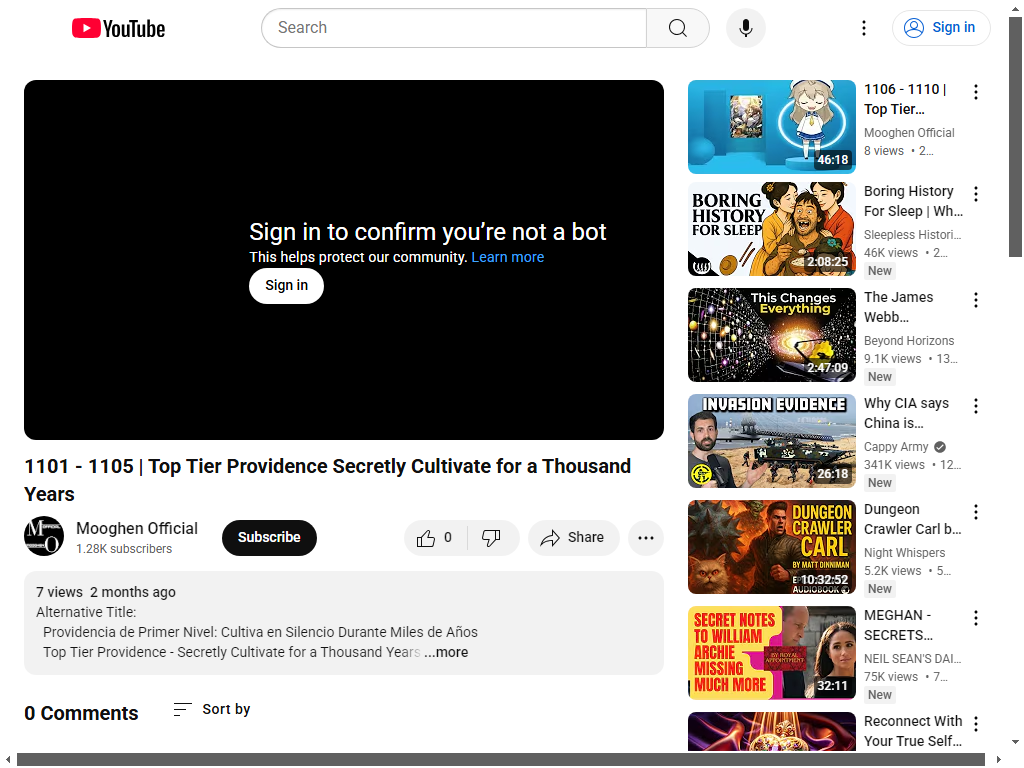 YouTube
Search
Sign in
Sign in to confirm you're not a bot
This helps protect our community. Learn more
Sign in
1101 - 1105 | Top Tier Providence Secretly Cultivate for a Thousand
Years
Mooghen Official
1.28K subscribers
Subscribe
0
Share
7 views 2 months ago
Alternative Title:
Providencia de Primer Nivel: Cultiva en Silencio Durante Miles de Años
Top Tier Providence - Secretly Cultivate for a Thousand Years ...more
0 Comments
Sort by
46:18
1106 - 1110 |
Top Tier...
Mooghen Official
8 views • 2...
BORING
HISTORY
FOR SLEEP
2:08:25
Boring History
For Sleep | Wh...
Sleepless Histori...
46K views • 2...
New
This Changes
Everything
2:47:09
The James
Webb...
Beyond Horizons
9.1K views • 13...
New
INVASION EVIDENCE
26:18
Why CIA says
China is...
Cappy Army
341K views • 12...
New
DUNGEON
CRAWLER
CARL
BY MATT DINNIMAN
10:32:52
AUDIOBOOK
Dungeon
Crawler Carl b...
Night Whispers
5.2K views • 5...
New
SECRET NOTES
TO WILLIAM
ARCHIE
MISSING
MUCH MORE
BY ROYAL
APPOINTMENT
32:11
MEGHAN -
SECRETS...
NEIL SEAN'S DAI...
75K views • 7...
New
Reconnect With
Your True Self...